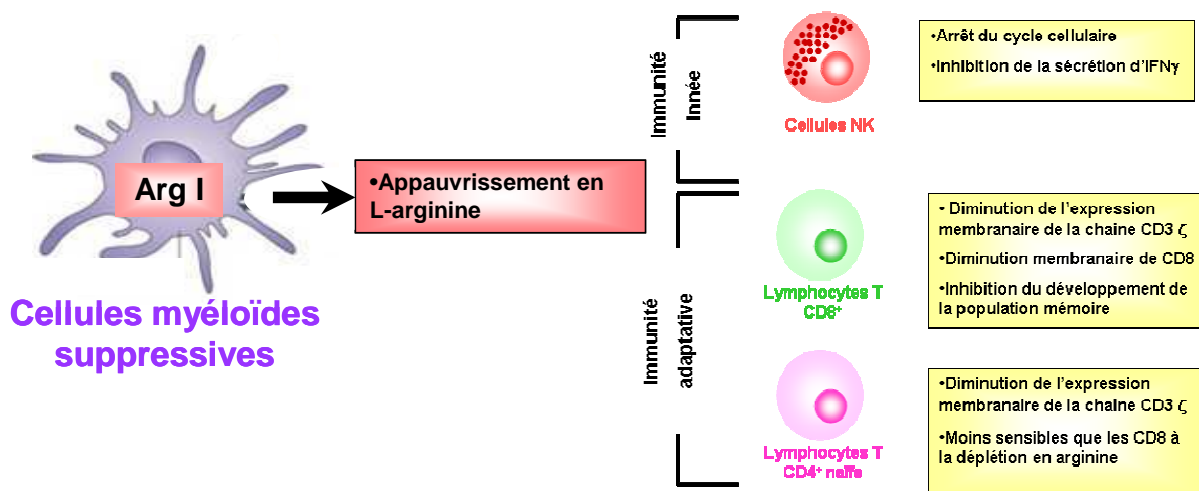 Arg I
•Appauvrissement en
L-arginine
Cellules myéloïdes
suppressives
Immunité
Innée
Cellules NK
•Arrêt du cycle cellulaire
•Inhibition de la sécrétion d'IFNγ
Immunité
adaptative
Lymphocytes T
CD8⁺
• Diminution de l'expression
membranaire de la chaine CD3 ζ
•Diminution membranaire de CD8
•Inhibition du développement de
la population mémoire
Lymphocytes T
CD4⁺ naïfs
•Diminution de l'expression
membranaire de la chaine CD3 ζ
•Moins sensibles que les CD8 à
la déplétion en arginine